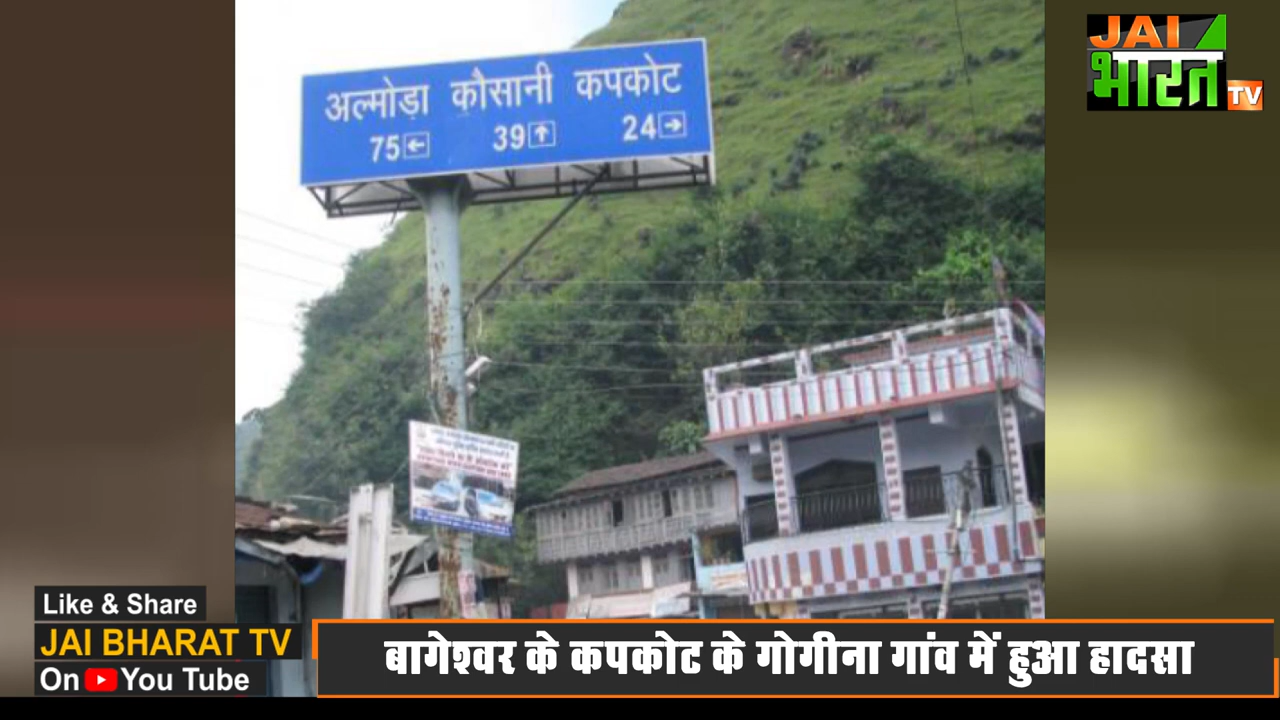 JAI
भारत
TV
अल्मोड़ा कौसानी कपकोट
75← 39↑ 24→
Like & Share
JAI BHARAT TV
On You Tube
बागेश्वर के कपकोट के गोगीना गांव में हुआ हादसा